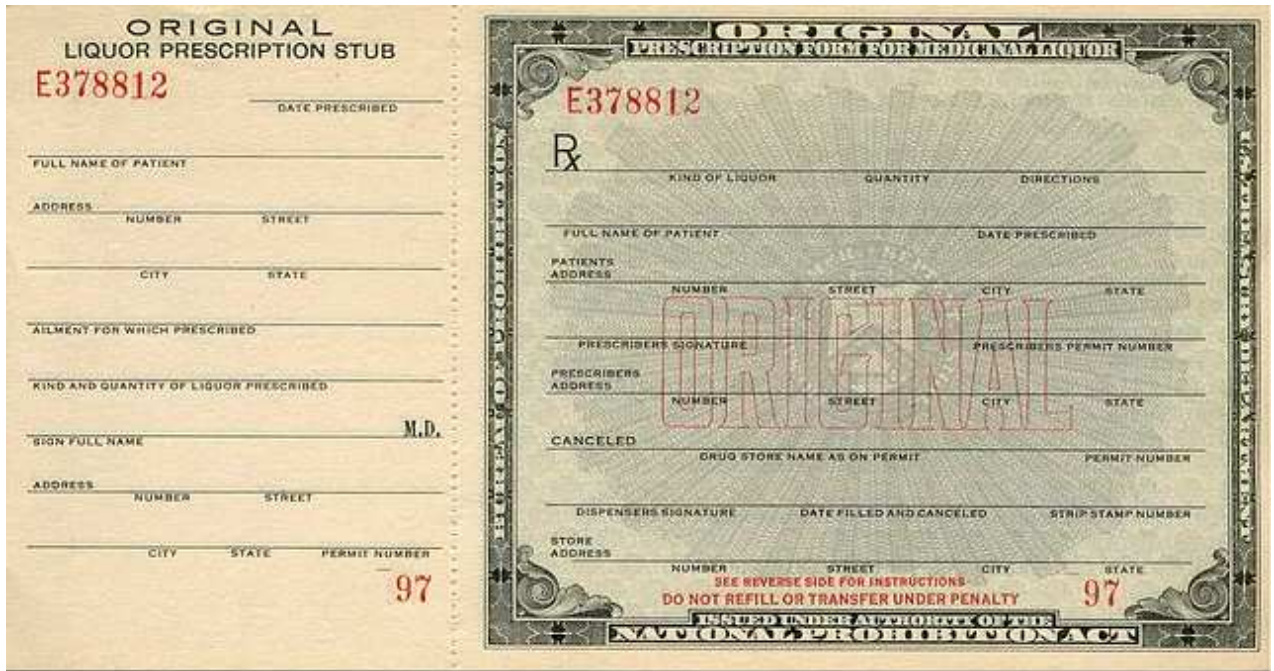 ORIGINAL
LIQUOR PRESCRIPTION STUB
E378812
DATE PRESCRIBED
FULL NAME OF PATIENT
ADDRESS
NUMBER STREET
CITY STATE
AILMENT FOR WHICH PRESCRIBED
KIND AND QUANTITY OF LIQUOR PRESCRIBED
M.D.
SIGN FULL NAME
ADDRESS
NUMBER STREET
CITY STATE PERMIT NUMBER
97
ORIGINAL
PRESCRIPTION FORM FOR MEDICINAL LIQUOR
E378812
Rx
KIND OF LIQUOR QUANTITY DIRECTIONS
FULL NAME OF PATIENT DATE PRESCRIBED
PATIENTS
ADDRESS
NUMBER STREET CITY STATE
ORIGINAL
PRESCRIBERS SIGNATURE PRESCRIBERS PERMIT NUMBER
PRESCRIBERS
ADDRESS
NUMBER STREET CITY STATE
CANCELED
DRUG STORE NAME AS ON PERMIT PERMIT NUMBER
DISPENSERS SIGNATURE DATE FILLED AND CANCELED STRIP STAMP NUMBER
STORE
ADDRESS
NUMBER STREET CITY STATE
SEE REVERSE SIDE FOR INSTRUCTIONS
DO NOT REFILL OR TRANSFER UNDER PENALTY
97
ISSUED UNDER AUTHORITY OF THE
NATIONAL PROHIBITION ACT